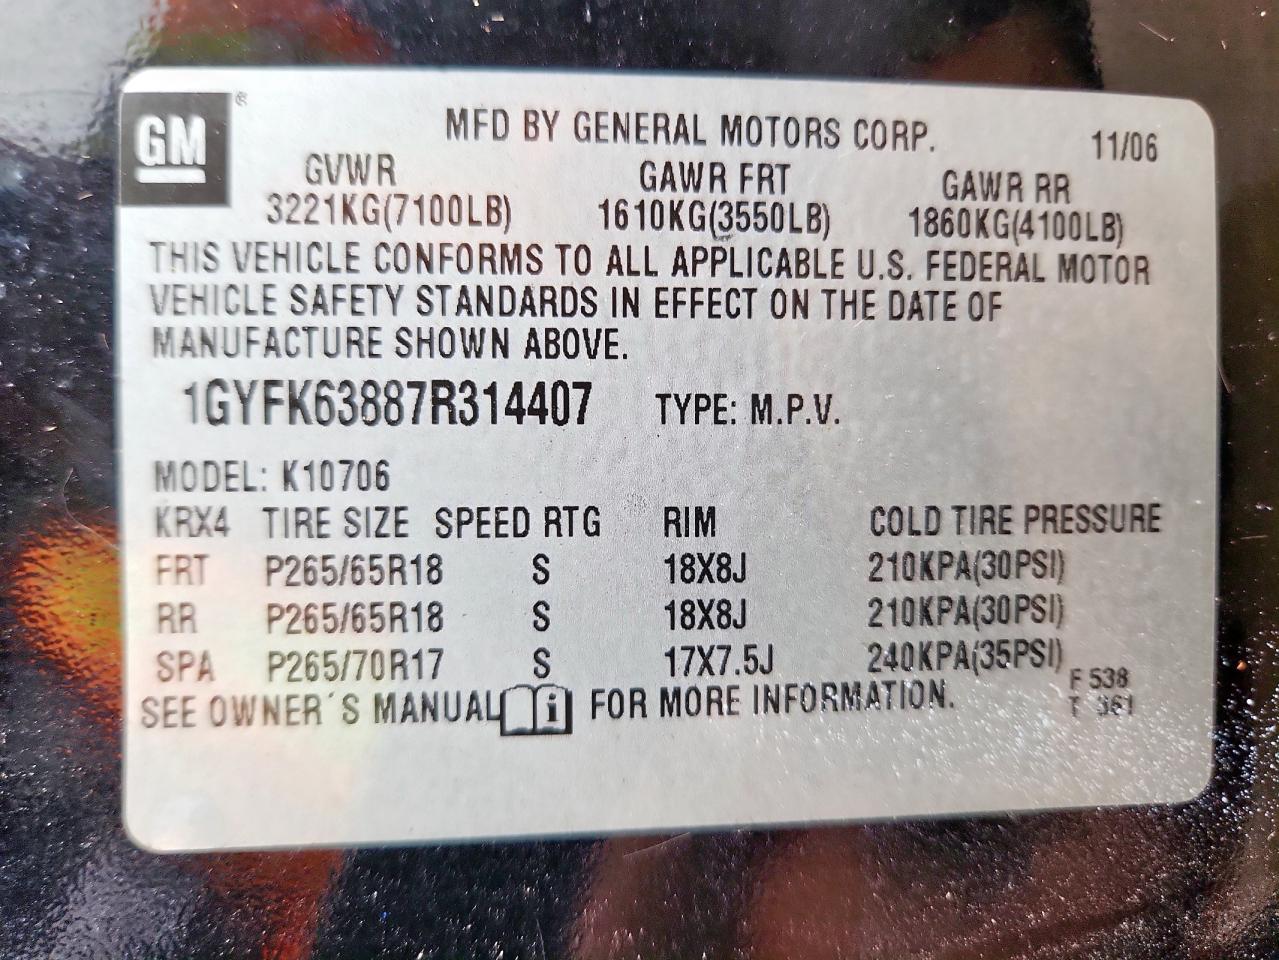 GM ®
MFD BY GENERAL MOTORS CORP. 11/06
GVWR GAWR FRT GAWR RR
3221KG(7100LB) 1610KG(3550LB) 1860KG(4100LB)
THIS VEHICLE CONFORMS TO ALL APPLICABLE U.S. FEDERAL MOTOR
VEHICLE SAFETY STANDARDS IN EFFECT ON THE DATE OF
MANUFACTURE SHOWN ABOVE.
1GYFK63887R314407 TYPE: M.P.V.
MODEL: K10706
KRX4 TIRE SIZE SPEED RTG RIM COLD TIRE PRESSURE
FRT P265/65R18 S 18X8J 210KPA(30PSI)
RR P265/65R18 S 18X8J 210KPA(30PSI)
SPA P265/70R17 S 17X7.5J 240KPA(35PSI)
F 538
SEE OWNER´S MANUAL i FOR MORE INFORMATION. T